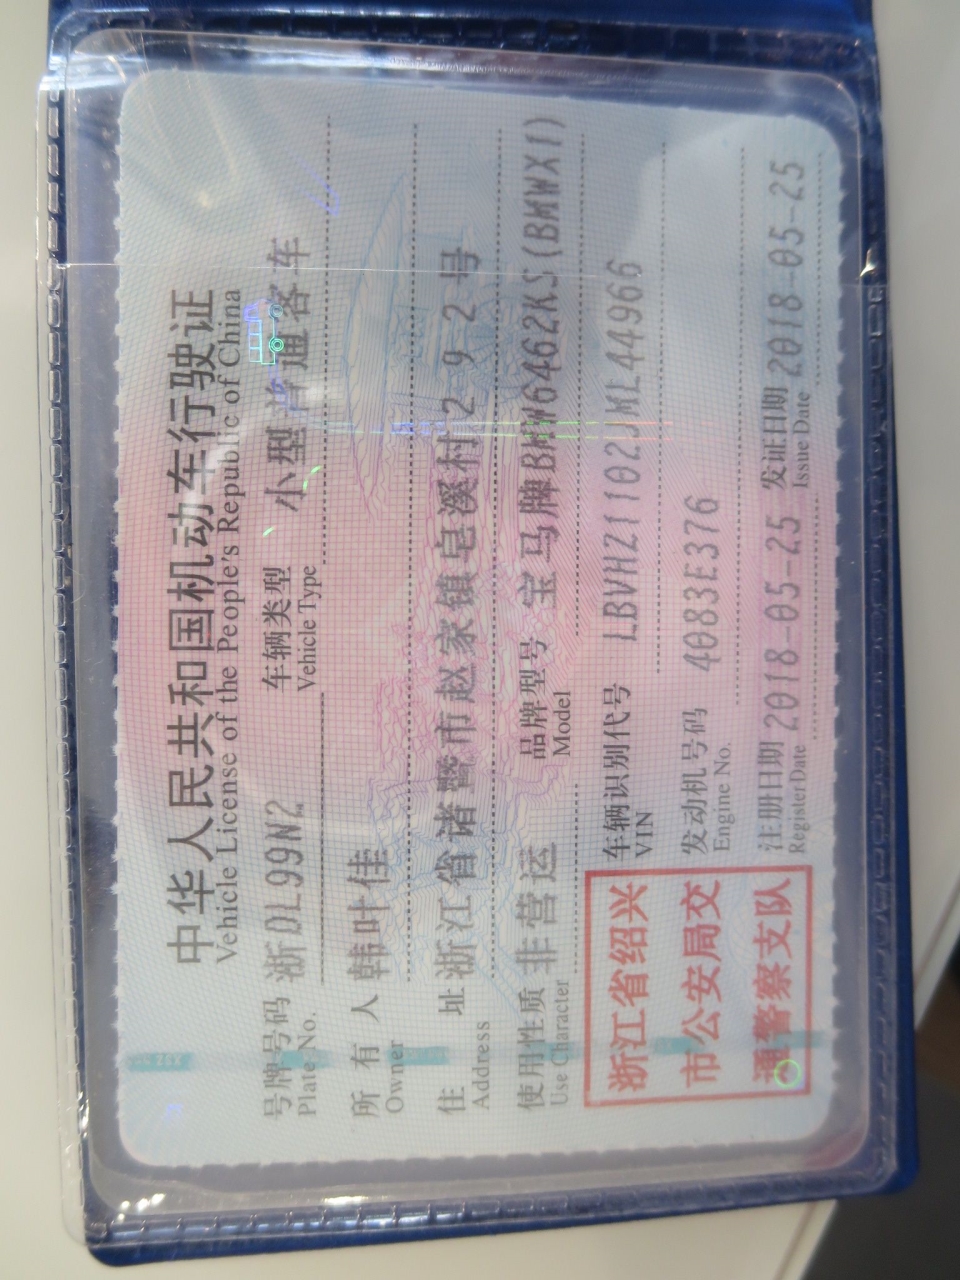 中华人民共和国机动车行驶证
Vehicle License of the People's Republic of China
号牌号码 浙DL99N2 车辆类型 小型普通客车
Plate No. Vehicle Type
所有人 韩叶佳
Owner
住址 浙江省诸暨市赵家镇皂溪村292号
Address
使用性质 非营运 品牌型号 宝马牌BMW6462KS(BMWX1)
Use Character Model
浙江省绍兴
市公安局交
通警察支队
车辆识别代号 LBVHZ1102JML44966
VIN
发动机号码 4083E376
Engine No.
注册日期 2018-05-25 发证日期 2018-05-25
Register Date Issue Date